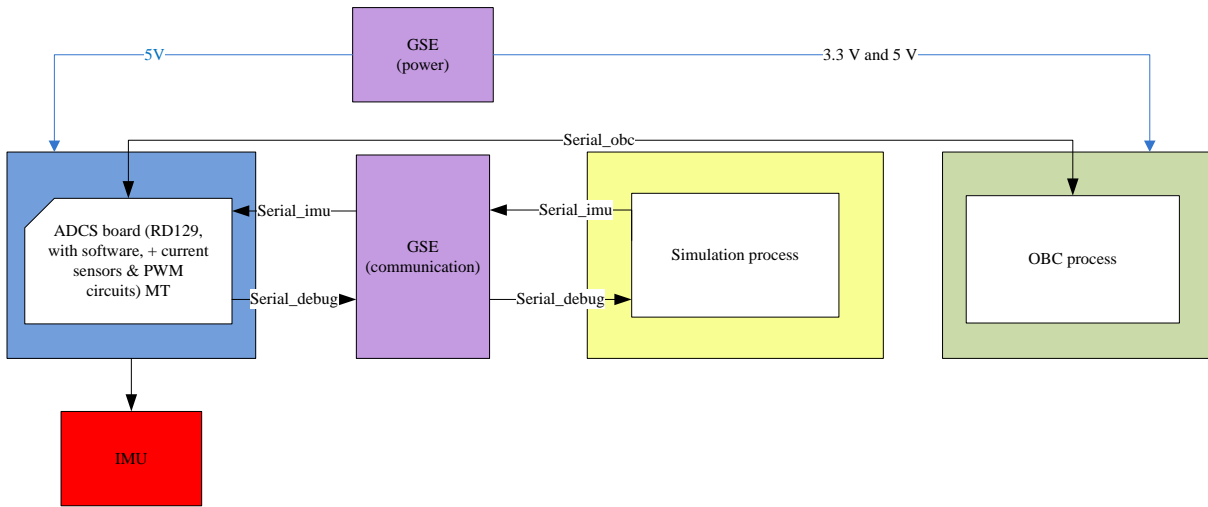 GSE
(power)
5V
3.3 V and 5 V
Serial_obc
Serial_imu
Serial_imu
ADCS board (RD129,
with software, + current
sensors & PWM
circuits) MT
GSE
(communication)
Simulation process
OBC process
Serial_debug
Serial_debug
IMU